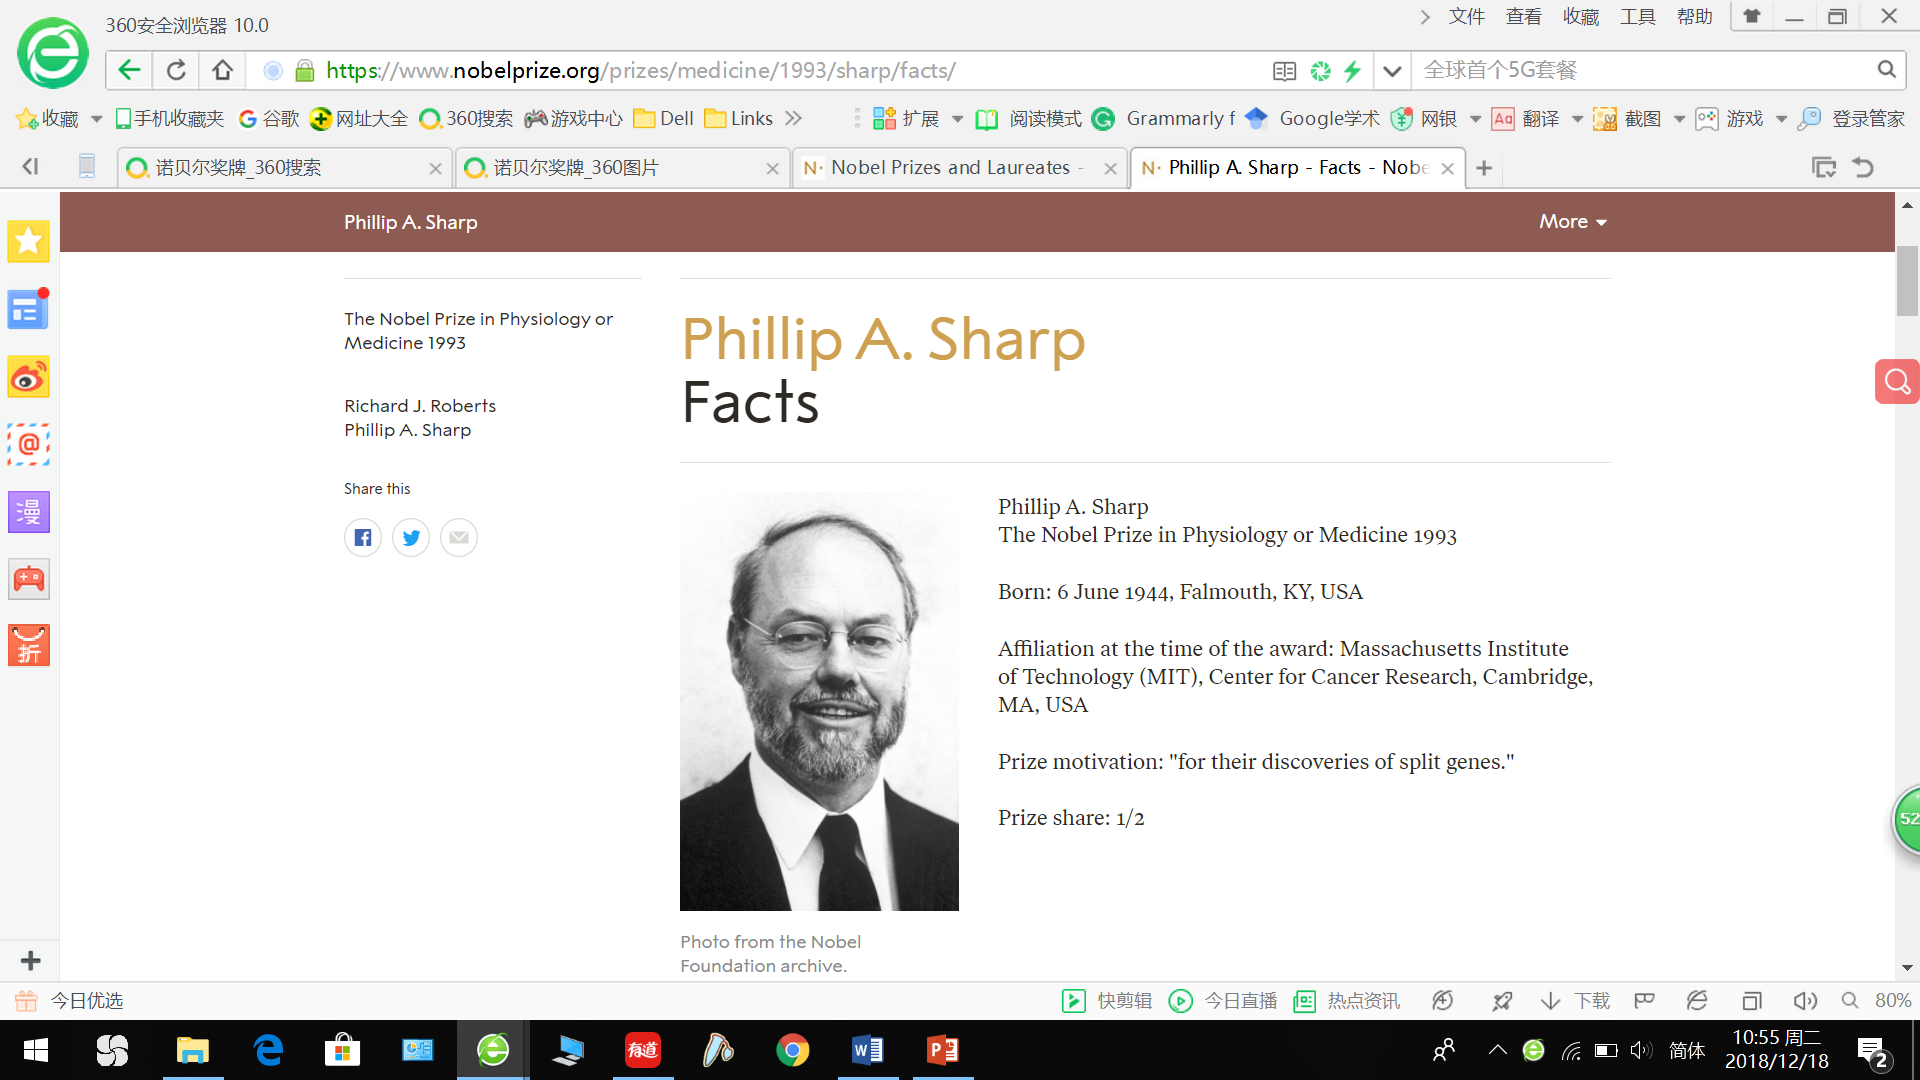 360安全浏览器 10.0
文件 查看 收藏 工具 帮助
https://www.nobelprize.org/prizes/medicine/1993/sharp/facts/
全球首个5G套餐
收藏 手机收藏夹 谷歌 网址大全 360搜索 游戏中心 Dell Links 扩展 阅读模式 Grammarly f Google学术 网银 Aa 翻译 截图 游戏 登录管家
诺贝尔奖牌_360搜索
诺贝尔奖牌_360图片
N· Nobel Prizes and Laureates -
N· Phillip A. Sharp - Facts - Nobe
Phillip A. Sharp
More
The Nobel Prize in Physiology or
Medicine 1993
Richard J. Roberts
Phillip A. Sharp
Share this
Phillip A. Sharp
Facts
Phillip A. Sharp
The Nobel Prize in Physiology or Medicine 1993
Born: 6 June 1944, Falmouth, KY, USA
Affiliation at the time of the award: Massachusetts Institute
of Technology (MIT), Center for Cancer Research, Cambridge,
MA, USA
Prize motivation: "for their discoveries of split genes."
Prize share: 1/2
Photo from the Nobel
Foundation archive.
@
漫
折
52
今日优选
快剪辑 今日直播 热点资讯 下载 80%
有道
W
P
简体
10:55 周二
2018/12/18
2